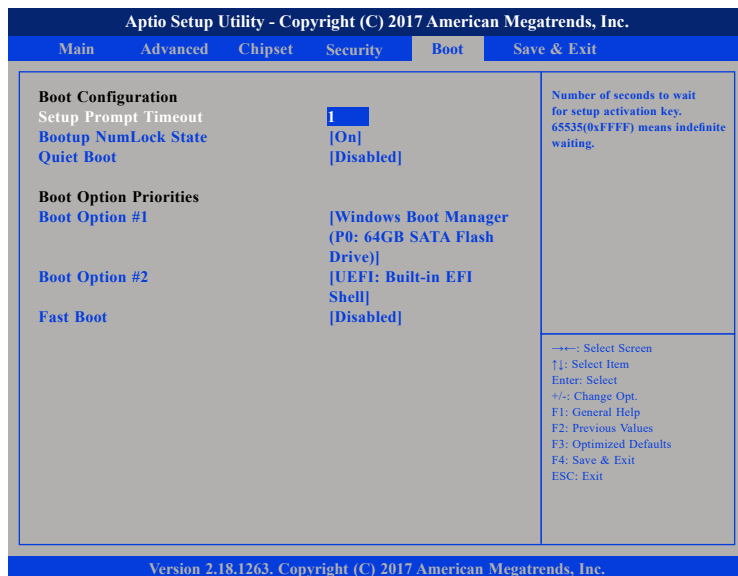 Aptio Setup Utility - Copyright (C) 2017 American Megatrends, Inc.
Main Advanced Chipset Security Boot Save & Exit
Boot Configuration
Setup Prompt Timeout 1
Bootup NumLock State [On]
Quiet Boot [Disabled]
Boot Option Priorities
Boot Option #1 [Windows Boot Manager
(P0: 64GB SATA Flash
Drive)]
Boot Option #2 [UEFI: Built-in EFI
Shell]
Fast Boot [Disabled]
Number of seconds to wait
for setup activation key.
65535(0xFFFF) means indefinite
waiting.
→←: Select Screen
↑↓: Select Item
Enter: Select
+/-: Change Opt.
F1: General Help
F2: Previous Values
F3: Optimized Defaults
F4: Save & Exit
ESC: Exit
Version 2.18.1263. Copyright (C) 2017 American Megatrends, Inc.